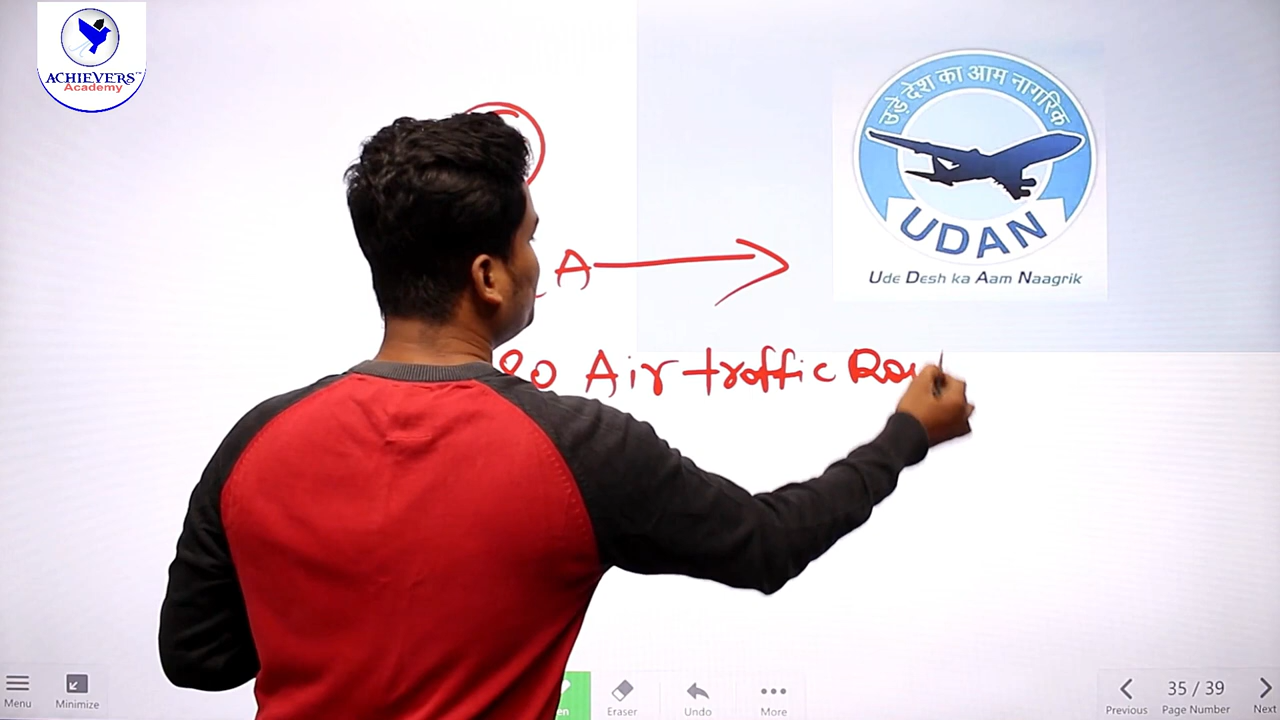 ACHIEVERS
Academy
उड़े देश का आम नागरिक
UDAN
Ude Desh ka Aam Naagrik
A
80 Air traffic
Menu
Minimize
Eraser
Undo
More
Previous
35 / 39
Page Number
Next